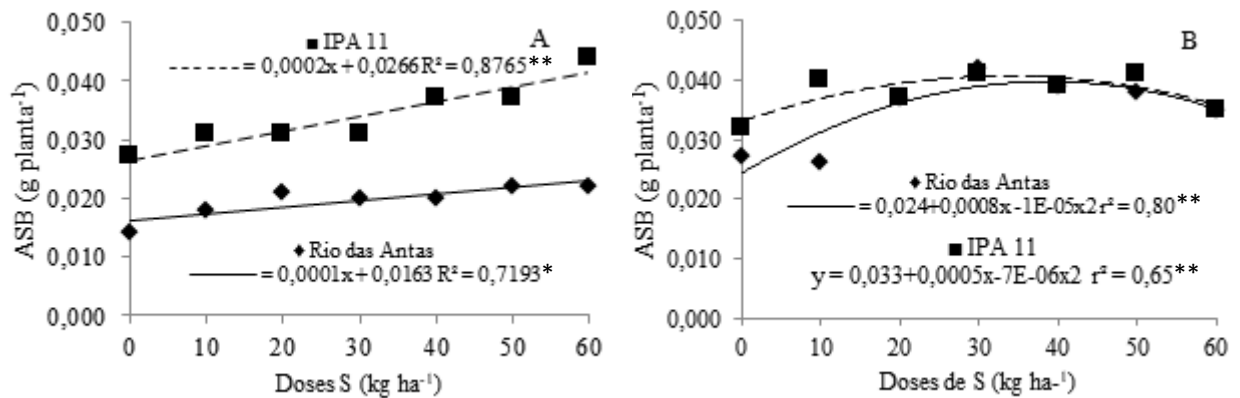 A
ASB (g planta⁻¹)
0,050
0,040
0,030
0,020
0,010
0,000
IPA 11
= 0,0002x + 0,0266 R² = 0,8765**
Rio das Antas
= 0,0001x + 0,0163 R² = 0,7193*
0 10 20 30 40 50 60
Doses S (kg ha⁻¹)
B
ASB (g planta⁻¹)
0,050
0,040
0,030
0,020
0,010
0,000
Rio das Antas
= 0,024+0,0008x -1E-05x2 r² = 0,80**
IPA 11
y = 0,033+0,0005x-7E-06x2 r² = 0,65**
0 10 20 30 40 50 60
Doses de S (kg ha-¹)